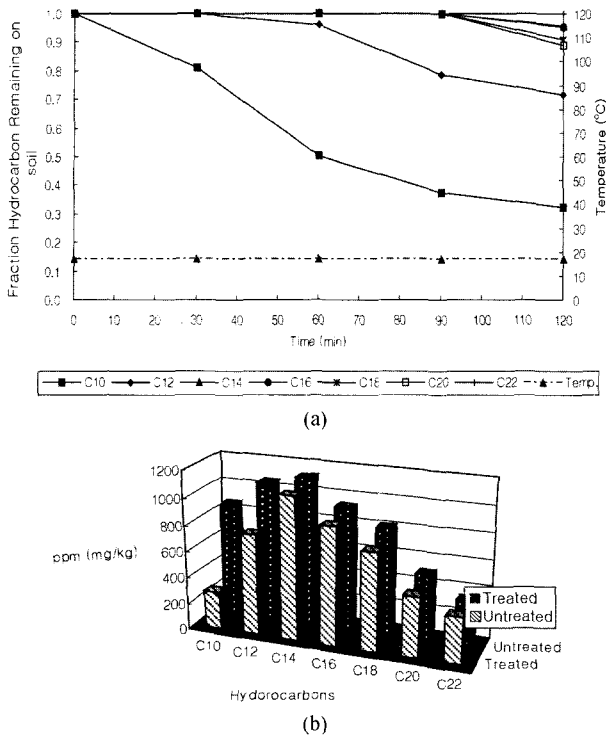 1.0
0.9
0.8
0.7
0.6
0.5
0.4
0.3
0.2
0.1
0.0
Fraction Hydrocarbon Remaining on
soil
120
110
100
90
80
70
60
50
40
30
20
10
0
Temperature (°C)
0 10 20 30 40 50 60 70 80 90 100 110 120
Time (min)
C10 C12 C14 C16 C18 C20 C22 Temp.
(a)
1200
1000
800
600
400
200
0
ppm (mg/kg)
C10 C12 C14 C16 C18 C20 C22
Treated
Untreated
Untreated
Treated
Hydorocarbons
(b)